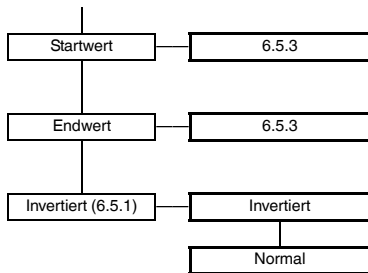 Startwert
6.5.3
Endwert
6.5.3
Invertiert (6.5.1)
Invertiert
Normal